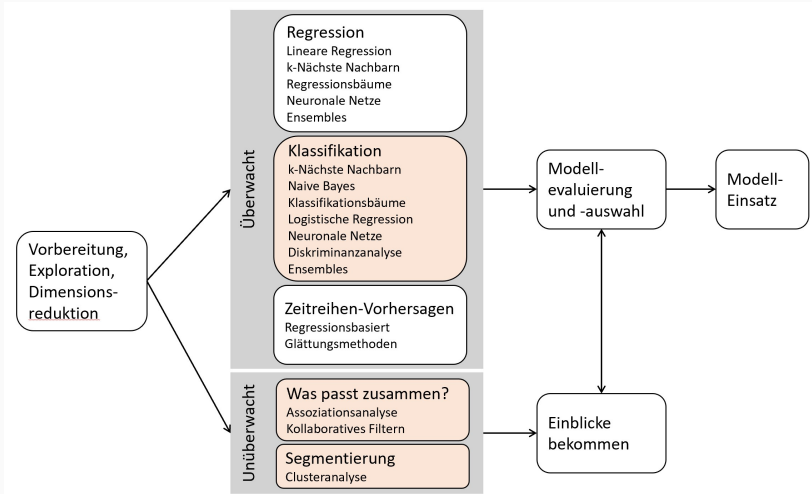 Vorbereitung,
Exploration,
Dimensions-
reduktion
Überwacht
Regression
Lineare Regression
k-Nächste Nachbarn
Regressionsbäume
Neuronale Netze
Ensembles
Klassifikation
k-Nächste Nachbarn
Naive Bayes
Klassifikationsbäume
Logistische Regression
Neuronale Netze
Diskriminanzanalyse
Ensembles
Zeitreihen-Vorhersagen
Regressionsbasiert
Glättungsmethoden
Unüberwacht
Was passt zusammen?
Assoziationsanalyse
Kollaboratives Filtern
Segmentierung
Clusteranalyse
Modell-
evaluierung
und -auswahl
Modell-
Einsatz
Einblicke
bekommen